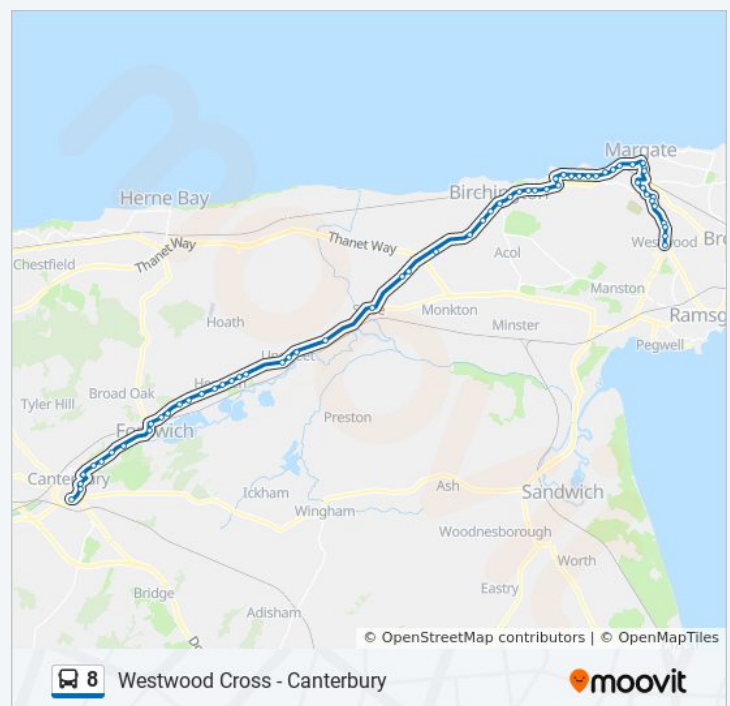 Margate
Herne Bay
Birchington
Thanet Way
Thanet Way
Westwood
Chestfield
Acol
Manston
Monkton
Hoath
Minster
Ramsg
Pegwell
Broad Oak
Tyler Hill
Preston
Canterbury
Ickham
Ash
Sandwich
Wingham
Woodnesborough
Worth
Bridge
Eastry
Adisham
© OpenStreetMap contributors | © OpenMapTiles
8 Westwood Cross - Canterbury
moovit